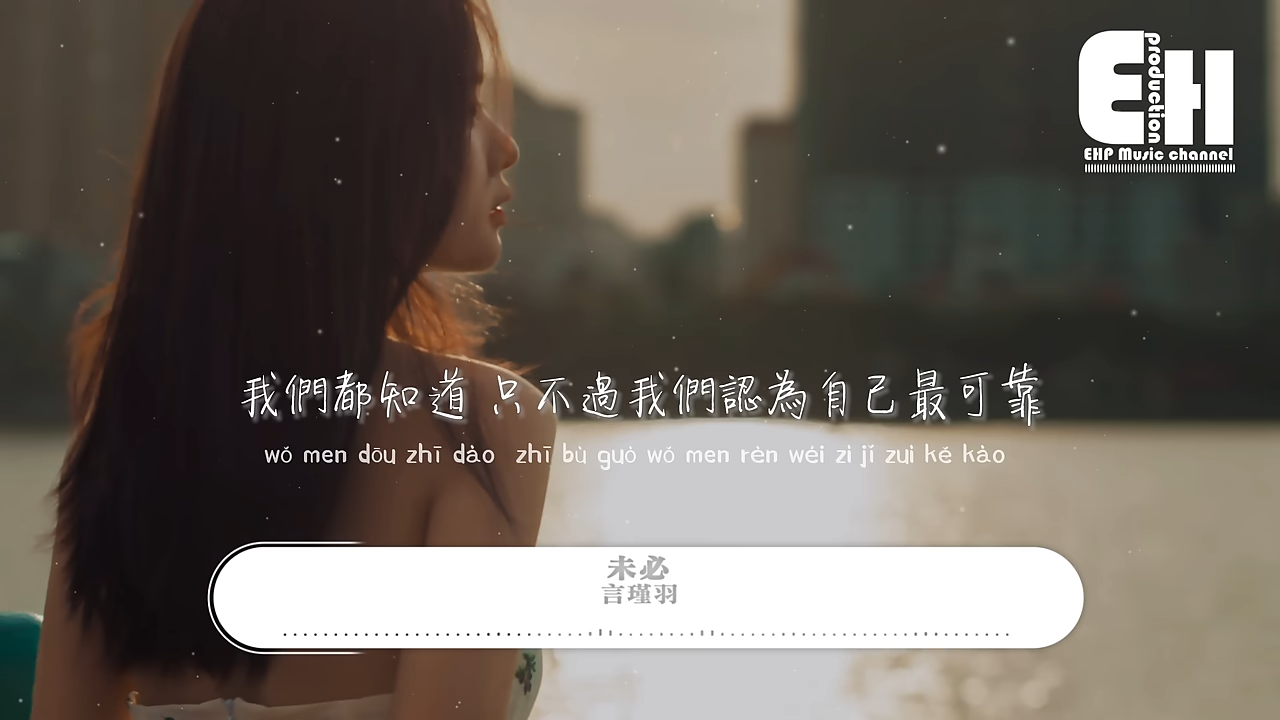 EH
production
EHP Music channel
我們都知道 只不過我們認為自己最可靠
wǒ men dōu zhī dào zhī bù guò wǒ men rèn wéi zì jǐ zui kě kào
未必
言瑾羽